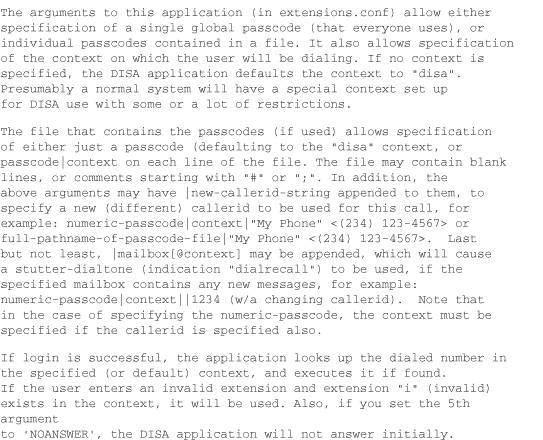 The arguments to this application (in extensions.conf) allow either
specification of a single global passcode (that everyone uses), or
individual passcodes contained in a file. It also allows specification
of the context on which the user will be dialing. If no context is
specified, the DISA application defaults the context to "disa".
Presumably a normal system will have a special context set up
for DISA use with some or a lot of restrictions.
The file that contains the passcodes (if used) allows specification
of either just a passcode (defaulting to the "disa" context, or
passcode|context on each line of the file. The file may contain blank
lines, or comments starting with "#" or ";". In addition, the
above arguments may have |new-callerid-string appended to them, to
specify a new (different) callerid to be used for this call, for
example: numeric-passcode|context|"My Phone" <(234) 123-4567> or
full-pathname-of-passcode-file|"My Phone" <(234) 123-4567>. Last
but not least, |mailbox[@context] may be appended, which will cause
a stutter-dialtone (indication "dialrecall") to be used, if the
specified mailbox contains any new messages, for example:
numeric-passcode|context||1234 (w/a changing callerid). Note that
in the case of specifying the numeric-passcode, the context must be
specified if the callerid is specified also.
If login is successful, the application looks up the dialed number in
the specified (or default) context, and executes it if found.
If the user enters an invalid extension and extension "i" (invalid)
exists in the context, it will be used. Also, if you set the 5th
argument
to 'NOANSWER', the DISA application will not answer initially.